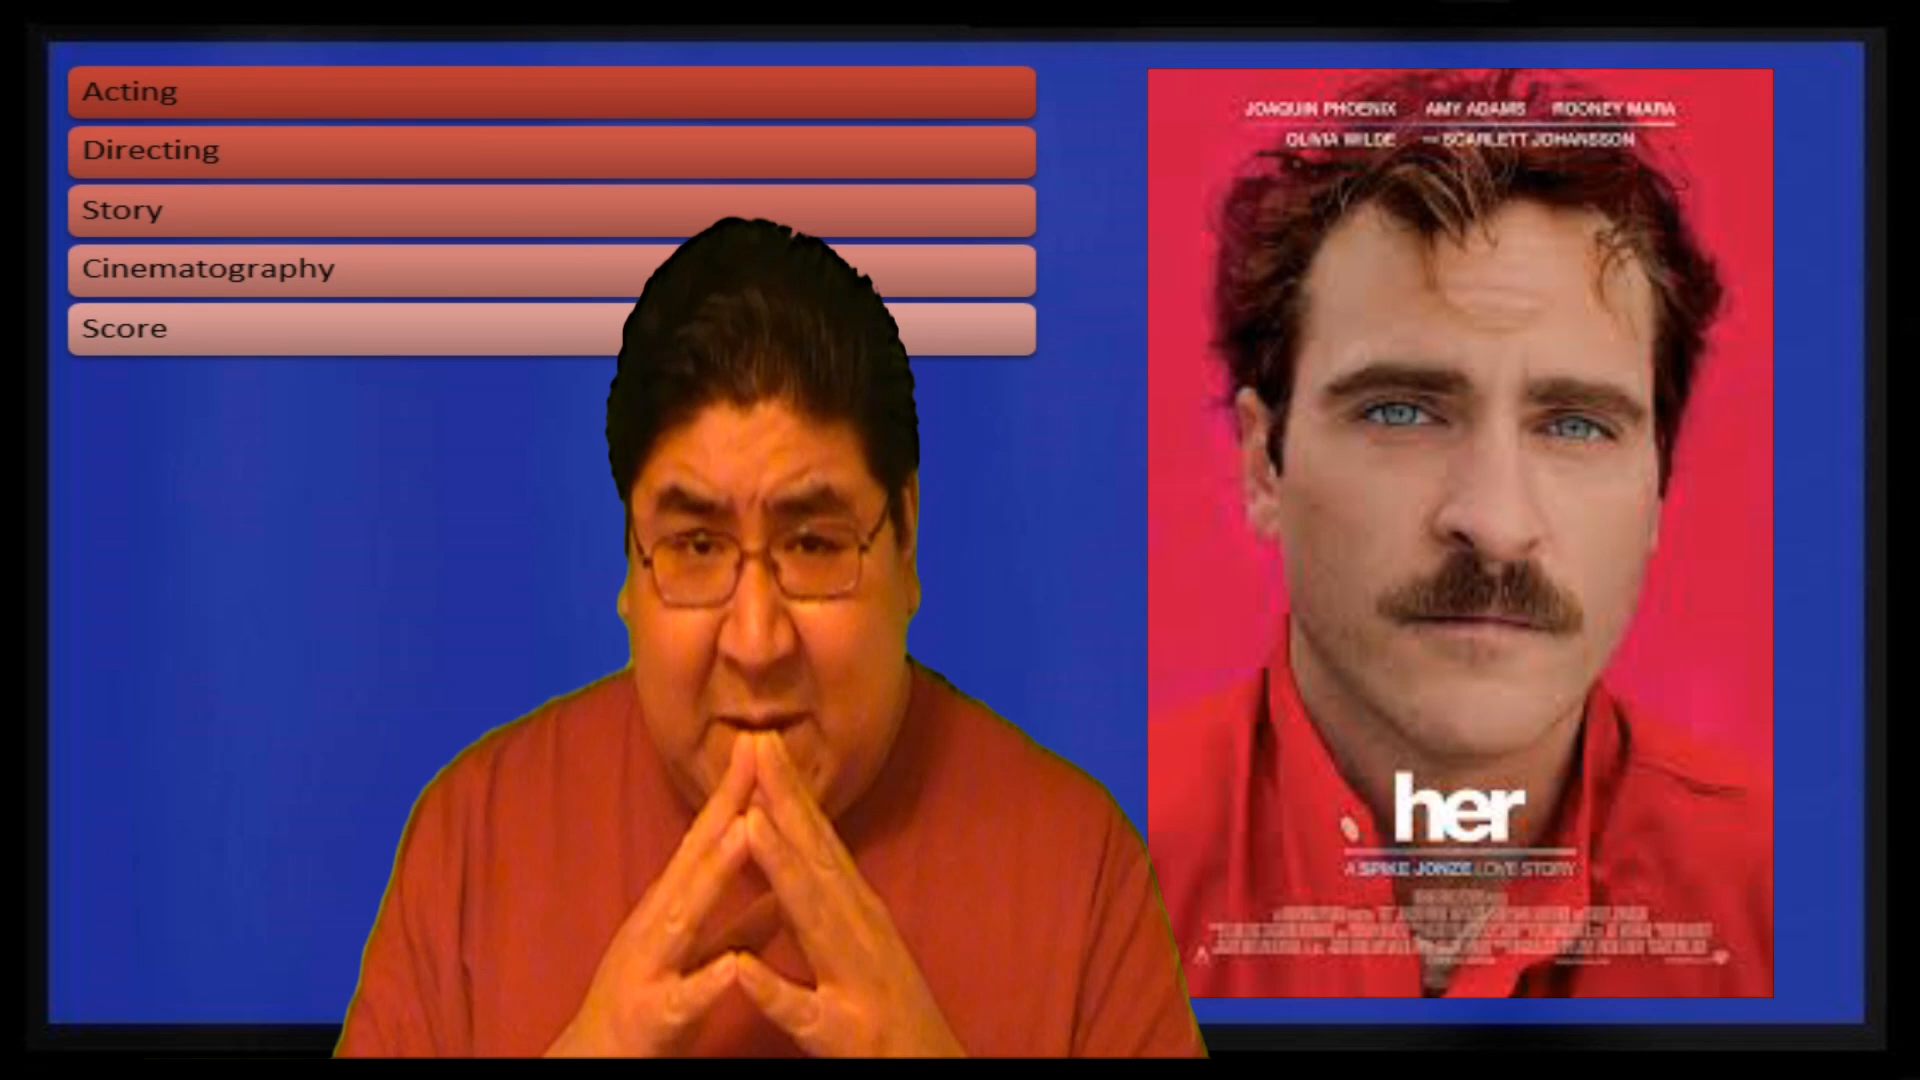 Acting
Directing
Story
Cinematography
Score
JOAQUIN PHOENIX AMY ADAMS ROONEY MARA
OLIVIA WILDE SCARLETT JOHANSSON
her
A SPIKE JONZE LOVE STORY